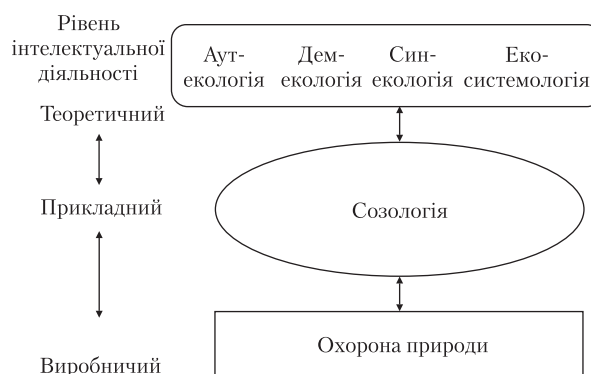 Рівень
інтелектуальної
діяльності
Аут-
екологія
Дем-
екологія
Син-
екологія
Еко-
системологія
Теоретичний
Прикладний
Созологія
Охорона природи
Виробничий